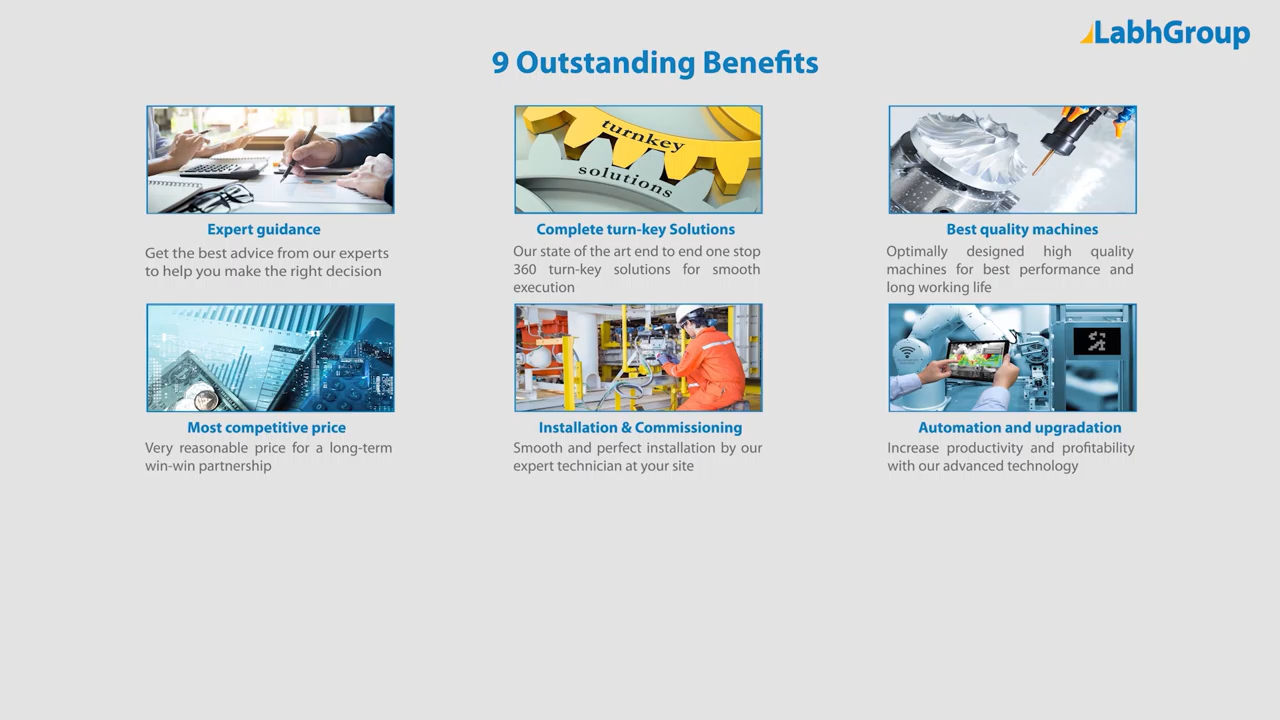 LabhGroup
9 Outstanding Benefits
turnkey
solutions
Expert guidance
Get the best advice from our experts
to help you make the right decision
Complete turn-key Solutions
Our state of the art end to end one stop
360 turn-key solutions for smooth
execution
Best quality machines
Optimally designed high quality
machines for best performance and
long working life
Most competitive price
Very reasonable price for a long-term
win-win partnership
Installation & Commissioning
Smooth and perfect installation by our
expert technician at your site
Automation and upgradation
Increase productivity and profitability
with our advanced technology